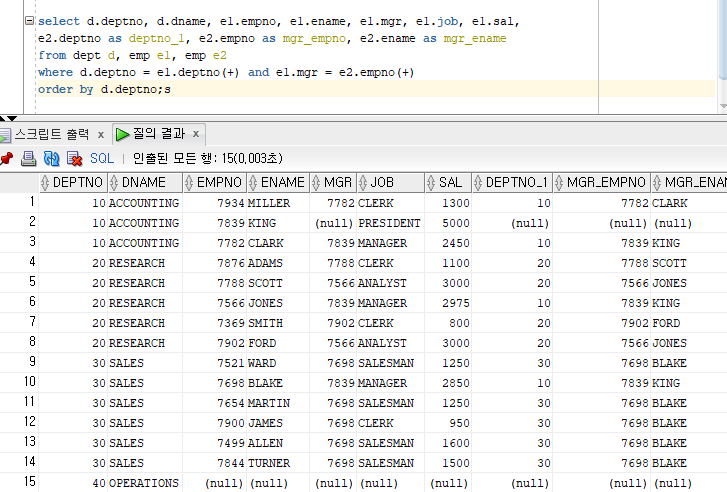 select d.deptno, d.dname, e1.empno, e1.ename, e1.mgr, e1.job, e1.sal,
e2.deptno as deptno_1, e2.empno as mgr_empno, e2.ename as mgr_ename
from dept d, emp e1, emp e2
where d.deptno = e1.deptno(+) and e1.mgr = e2.empno(+)
order by d.deptno;s
스크립트 출력 x 질의 결과 x
SQL | 인출된 모든 행: 15(0,003초)
DEPTNO DNAME EMPNO ENAME MGR JOB SAL DEPTNO_1 MGR_EMPNO MGR_ENAM
1 10 ACCOUNTING 7934 MILLER 7782 CLERK 1300 10 7782 CLARK
2 10 ACCOUNTING 7839 KING (null) PRESIDENT 5000 (null) (null) (null)
3 10 ACCOUNTING 7782 CLARK 7839 MANAGER 2450 10 7839 KING
4 20 RESEARCH 7876 ADAMS 7788 CLERK 1100 20 7788 SCOTT
5 20 RESEARCH 7788 SCOTT 7566 ANALYST 3000 20 7566 JONES
6 20 RESEARCH 7566 JONES 7839 MANAGER 2975 10 7839 KING
7 20 RESEARCH 7369 SMITH 7902 CLERK 800 20 7902 FORD
8 20 RESEARCH 7902 FORD 7566 ANALYST 3000 20 7566 JONES
9 30 SALES 7521 WARD 7698 SALESMAN 1250 30 7698 BLAKE
10 30 SALES 7698 BLAKE 7839 MANAGER 2850 10 7839 KING
11 30 SALES 7654 MARTIN 7698 SALESMAN 1250 30 7698 BLAKE
12 30 SALES 7900 JAMES 7698 CLERK 950 30 7698 BLAKE
13 30 SALES 7499 ALLEN 7698 SALESMAN 1600 30 7698 BLAKE
14 30 SALES 7844 TURNER 7698 SALESMAN 1500 30 7698 BLAKE
15 40 OPERATIONS (null) (null) (null) (null) (null) (null) (null) (null)